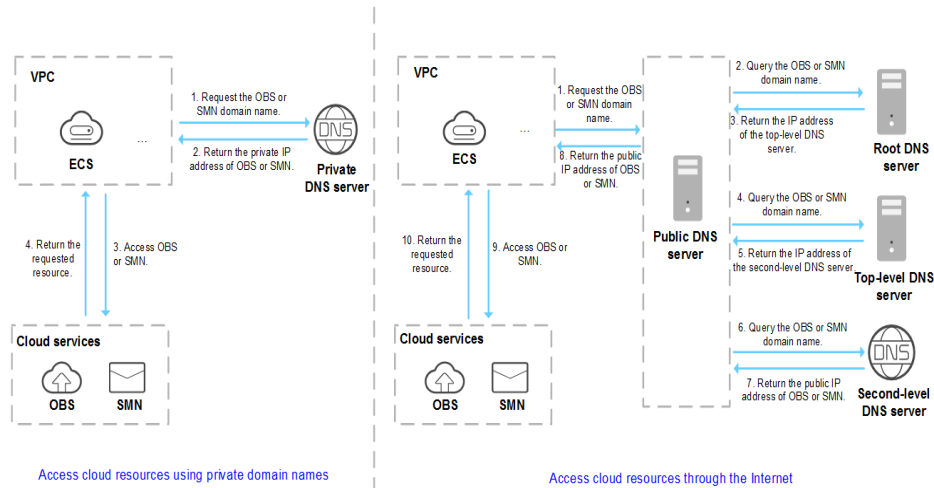 VPC
ECS
...
1. Request the OBS or
SMN domain name.
2. Return the private IP
address of OBS or SMN.
DNS
Private
DNS server
4. Return the
requested
resource.
3. Access OBS
or SMN.
Cloud services
OBS
SMN
Access cloud resources using private domain names
VPC
ECS
...
1. Request the OBS
or SMN domain
name.
8. Return the public
IP address of OBS
or SMN.
10. Return the
requested
resource.
9. Access OBS or
SMN.
Cloud services
OBS
SMN
Public DNS
server
2. Query the OBS or SMN
domain name.
3. Return the IP address
of the top-level DNS
server.
Root DNS
server
4. Query the OBS or SMN
domain name.
5. Return the IP address of
the second-level DNS server.
Top-level DNS
server
6. Query the OBS or SMN
domain name.
7. Return the public IP
address of OBS or SMN.
DNS
Second-level
DNS server
Access cloud resources through the Internet